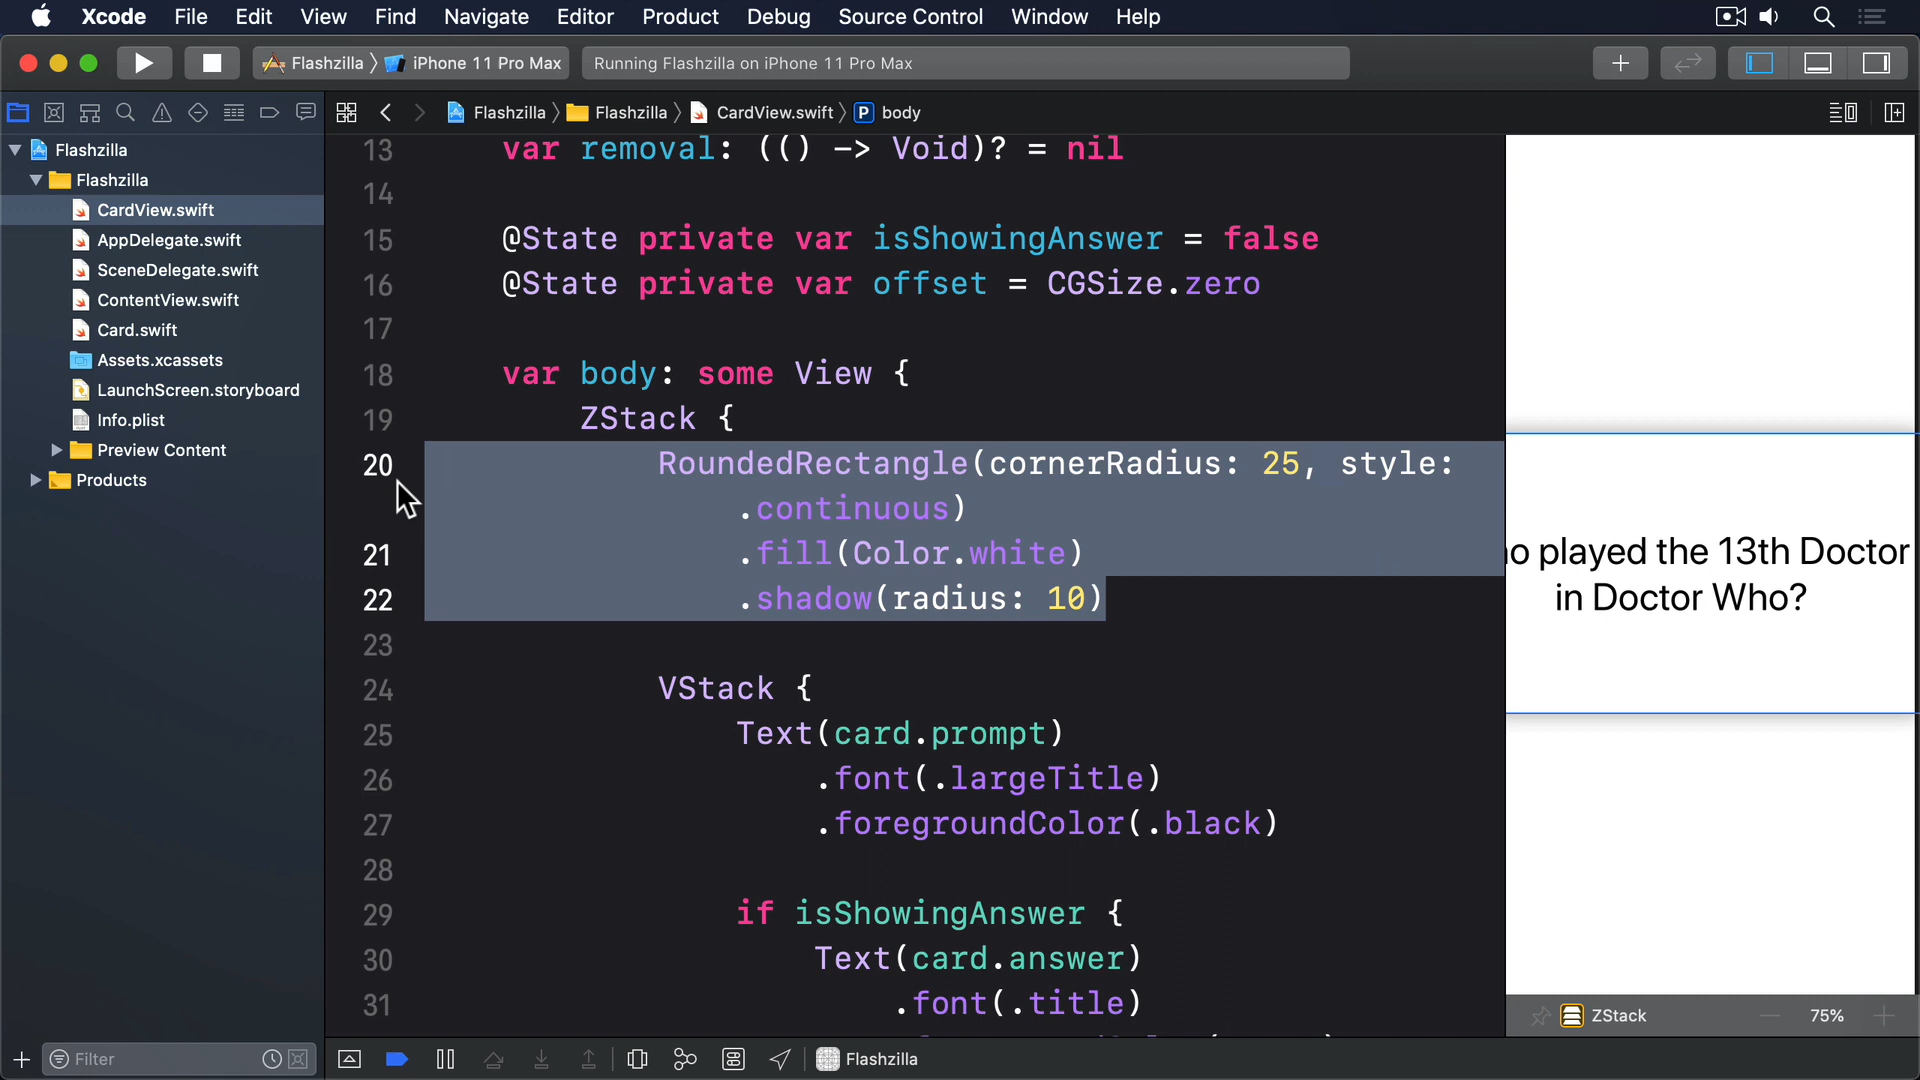 Xcode File Edit View Find Navigate Editor Product Debug Source Control Window Help
Flashzilla iPhone 11 Pro Max Running Flashzilla on iPhone 11 Pro Max
Flashzilla Flashzilla CardView.swift P body
Flashzilla
Flashzilla
CardView.swift
AppDelegate.swift
SceneDelegate.swift
ContentView.swift
Card.swift
Assets.xcassets
LaunchScreen.storyboard
Info.plist
Preview Content
Products
13 var removal: (() -> Void)? = nil
14
15 @State private var isShowingAnswer = false
16 @State private var offset = CGSize.zero
17
18 var body: some View {
19 ZStack {
20 RoundedRectangle(cornerRadius: 25, style:
.continuous)
21 .fill(Color.white)
22 .shadow(radius: 10)
23
24 VStack {
25 Text(card.prompt)
26 .font(.largeTitle)
27 .foregroundColor(.black)
28
29 if isShowingAnswer {
30 Text(card.answer)
31 .font(.title)
played the 13th Doctor
in Doctor Who?
ZStack 75%
Filter
Flashzilla